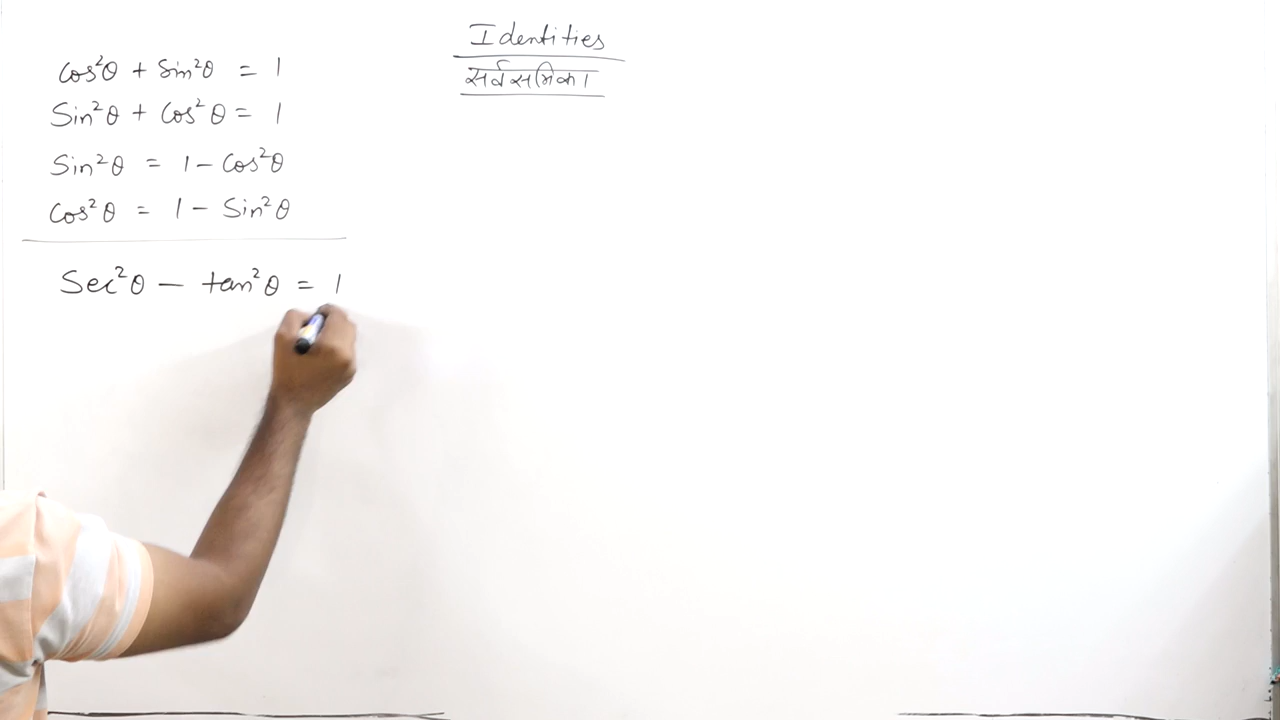 Identities
सर्वसमिका
cos²θ + sin²θ = 1
Sin²θ + Cos²θ = 1
Sin²θ = 1 - Cos²θ
Cos²θ = 1 - Sin²θ
Sec²θ - tan²θ = 1